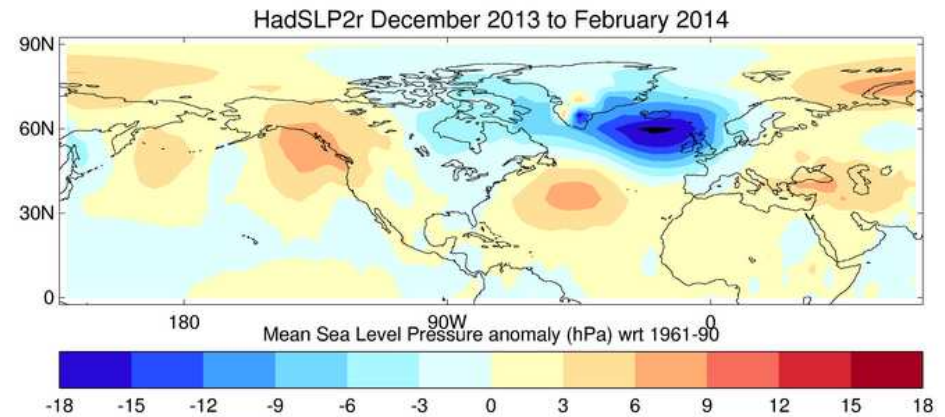 HadSLP2r December 2013 to February 2014
90N
60N
30N
0
180 90W 0
Mean Sea Level Pressure anomaly (hPa) wrt 1961-90
-18 -15 -12 -9 -6 -3 0 3 6 9 12 15 18